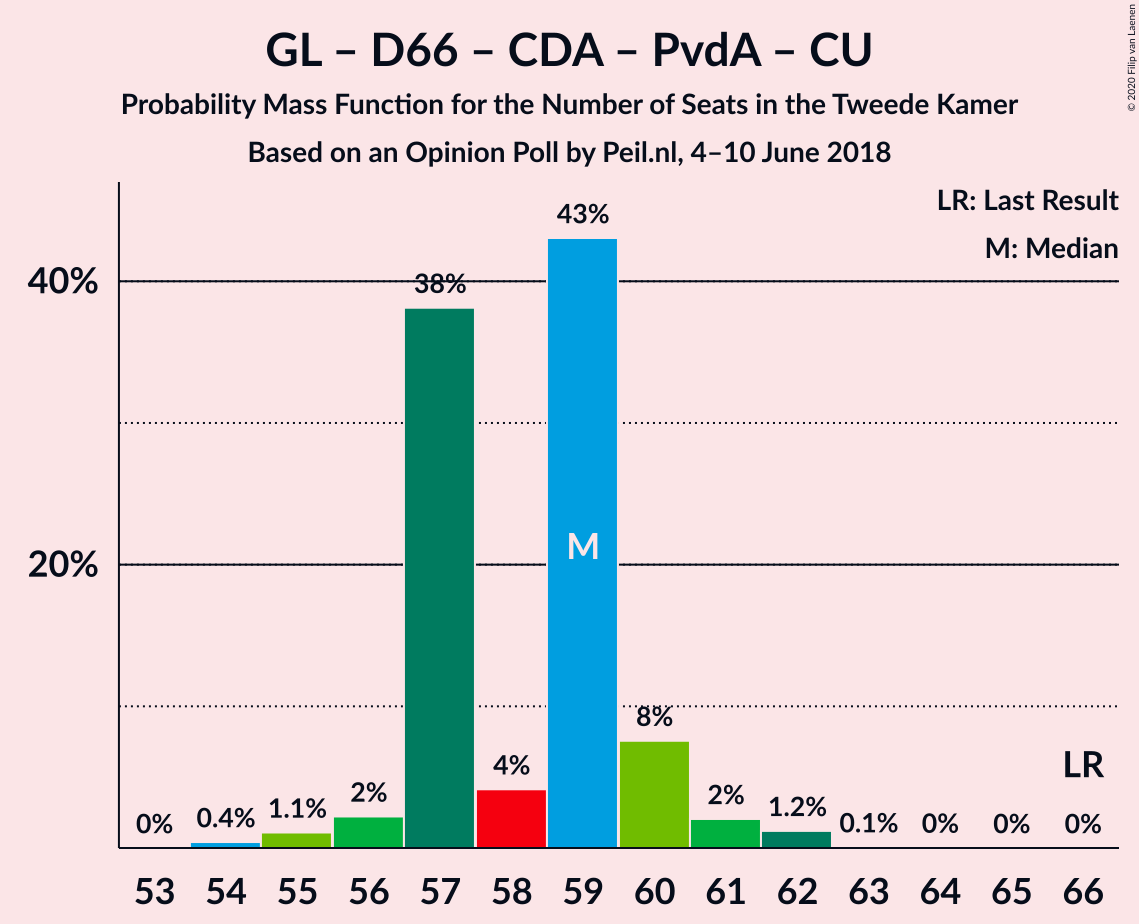 GL – D66 – CDA – PvdA – CU
Probability Mass Function for the Number of Seats in the Tweede Kamer
Based on an Opinion Poll by Peil.nl, 4–10 June 2018
© 2020 Filip van Laenen
LR: Last Result
M: Median
40%
20%
0%
0.4%
1.1%
2%
38%
4%
43%
M
8%
2%
1.2%
0.1%
0%
0%
LR
0%
53 54 55 56 57 58 59 60 61 62 63 64 65 66